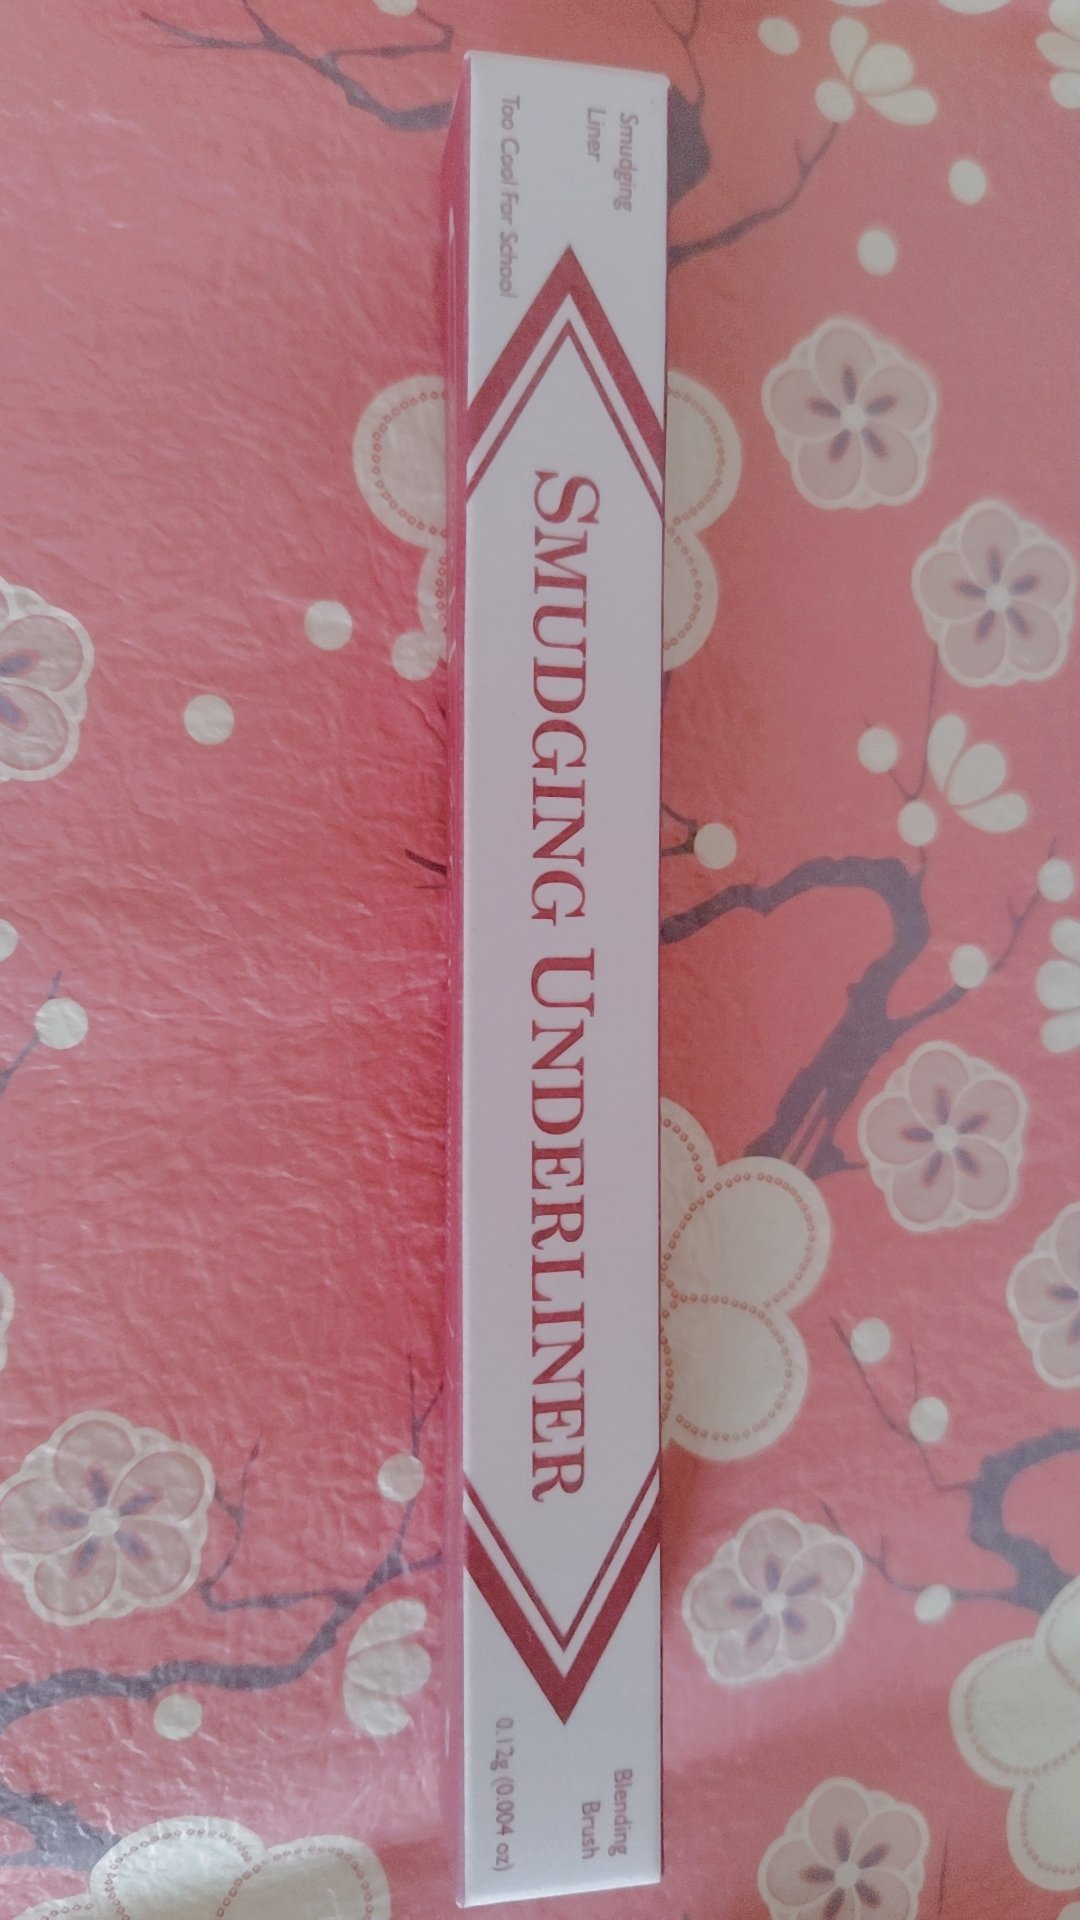 Smudging
Liner
Too Cool For School
SMUDGING UNDERLINER
Blending
Brush
0.12g (0.004 oz)